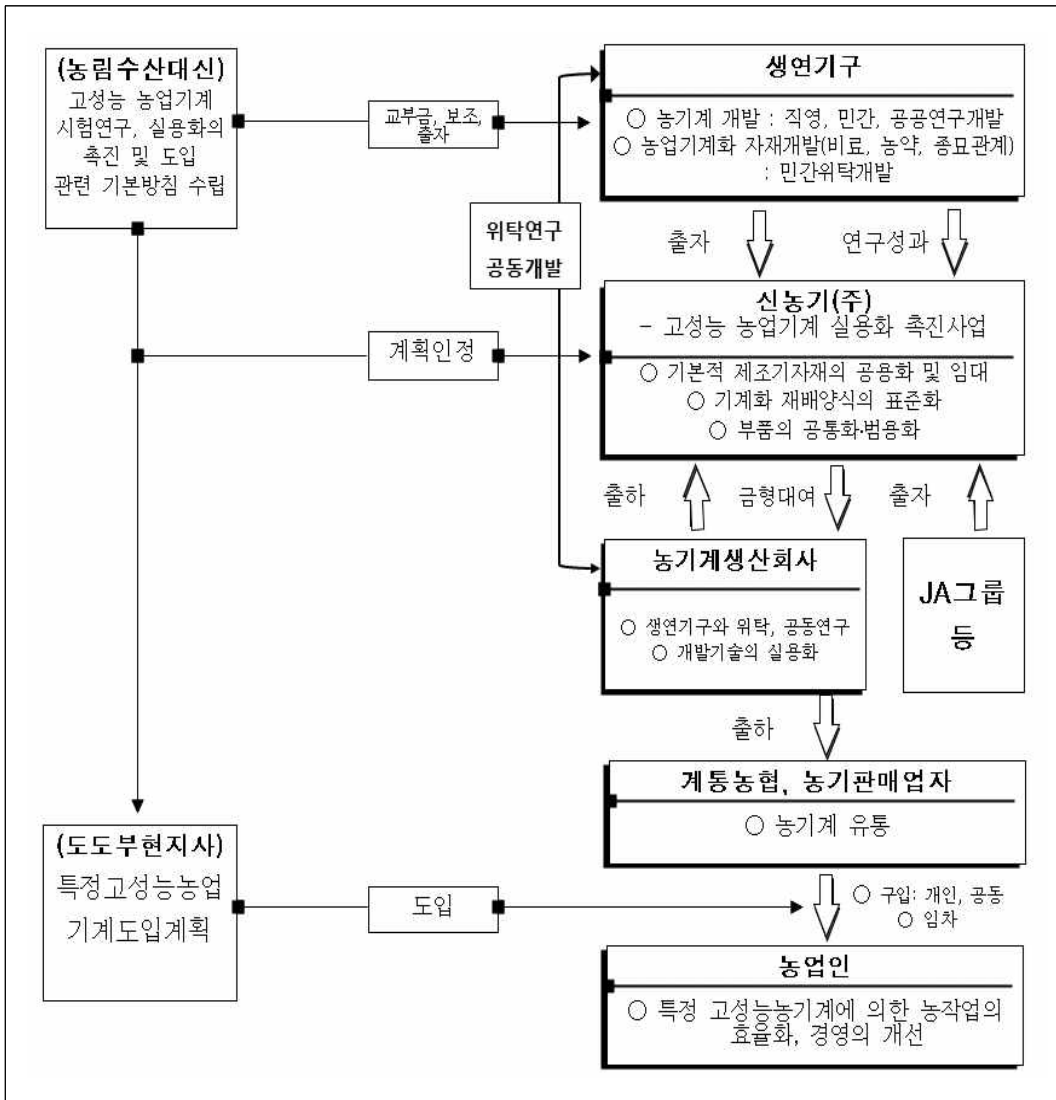 (농림수산대신)
고성능 농업기계
시험연구, 실용화의
촉진 및 도입
관련 기본방침 수립
교부금, 보조,
출자
생연기구
○ 농기계 개발 : 직영, 민간, 공공연구개발
○ 농업기계화 자재개발(비료, 농약, 종묘관계)
: 민간위탁개발
위탁연구
공동개발
출자
연구성과
계획인정
신농기(주)
- 고성능 농업기계 실용화 촉진사업
○ 기본적 제조기자재의 공용화 및 임대
○ 기계화 재배양식의 표준화
○ 부품의 공통화·범용화
출하
금형대여
출자
농기계생산회사
○ 생연기구와 위탁, 공동연구
○ 개발기술의 실용화
JA그룹
등
출하
계통농협, 농기판매업자
○ 농기계 유통
(도도부현지사)
특정고성능농업
기계도입계획
도입
○ 구입: 개인, 공동
○ 임차
농업인
○ 특정 고성능농기계에 의한 농작업의
효율화, 경영의 개선